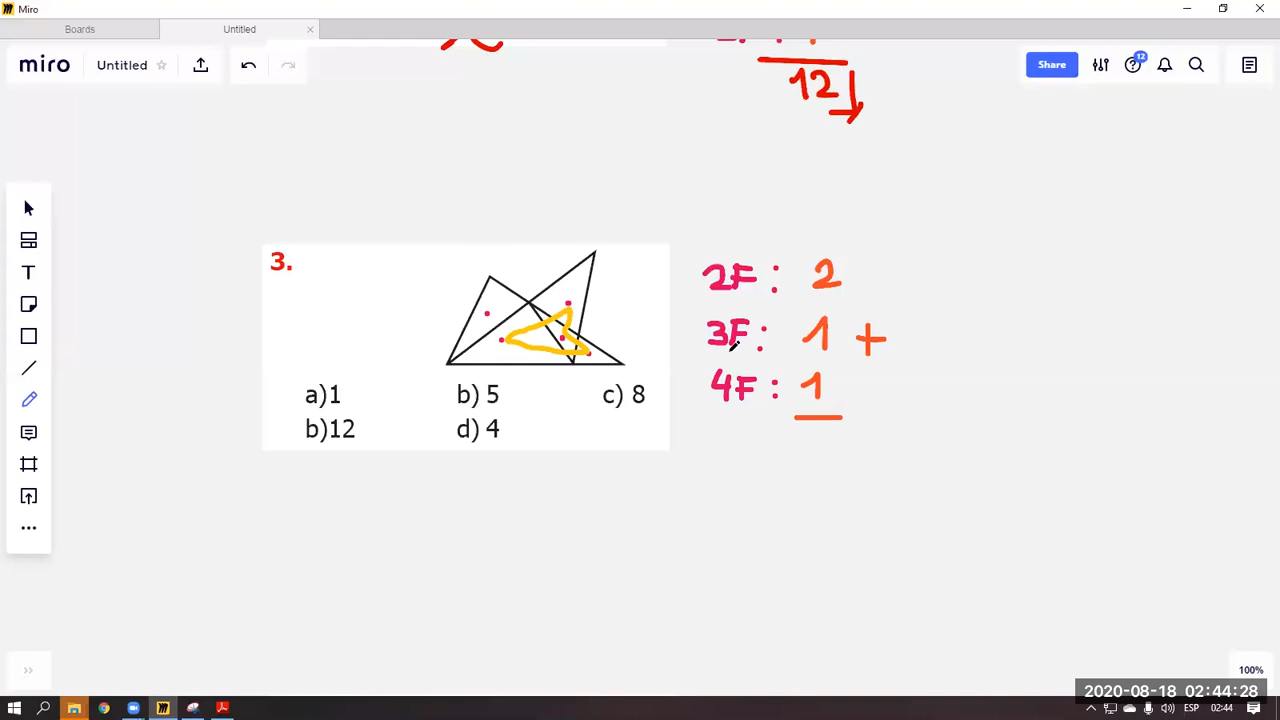 Miro
Boards
Untitled
miro
Untitled
Share
12
12
3.
a)1
b) 5
c) 8
b)12
d) 4
2F : 2
3F : 1 +
4F : 1
T
100%
2020-08-18 02:44:28
ESP
02:44